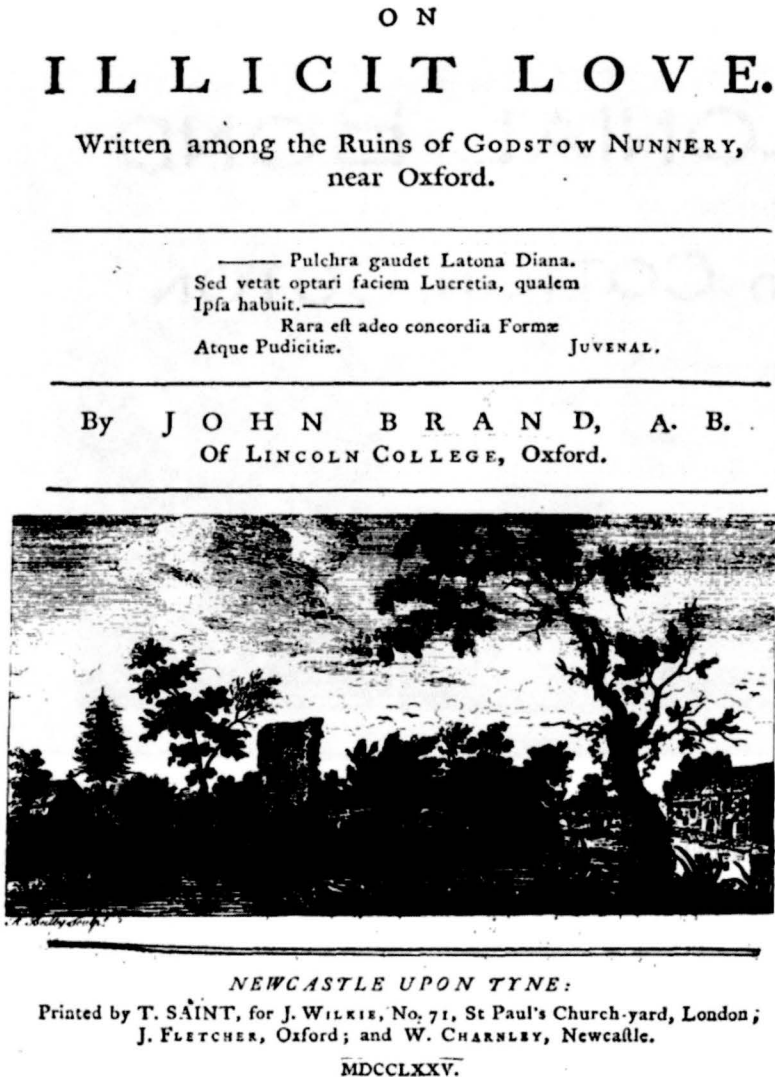 ON
ILLICIT LOVE.
Written among the Ruins of GODSTOW NUNNERY,
near Oxford.
——— Pulchra gaudet Latona Diana.
Sed vetat optari faciem Lucretia, qualem
Ipſa habuit.———
Rara eſt adeo concordia Formæ
Atque Pudicitiæ. JUVENAL.
By JOHN BRAND, A. B.
Of LINCOLN COLLEGE, Oxford.
Sculp.
NEWCASTLE UPON TYNE:
Printed by T. SAINT, for J. WILKIE, No. 71, St Paul's Church-yard, London;
J. FLETCHER, Oxford; and W. CHARNLEY, Newcaſtle.
MDCCLXXV.